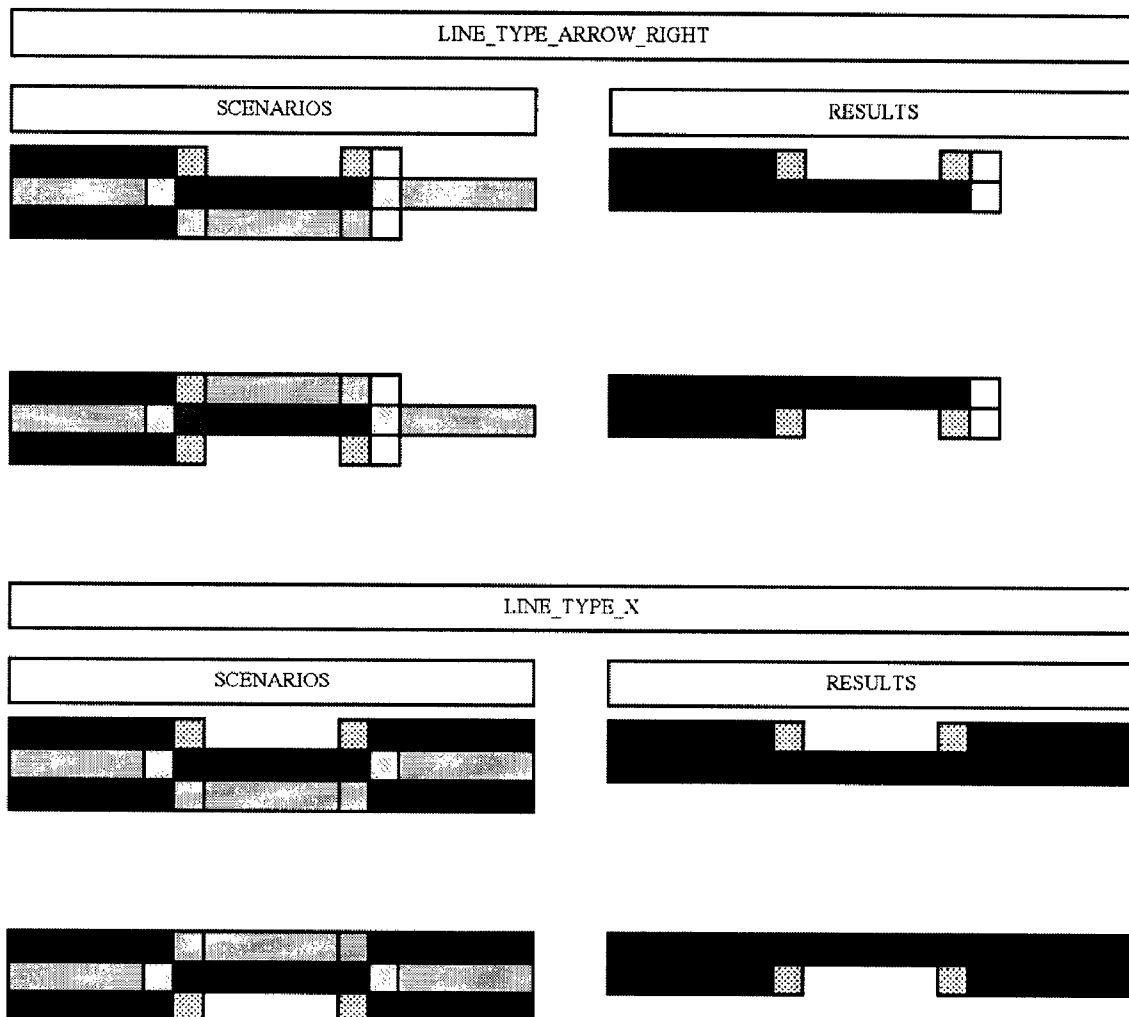 LINE_TYPE_ARROW_RIGHT
SCENARIOS
RESULTS
LINE_TYPE_X
SCENARIOS
RESULTS